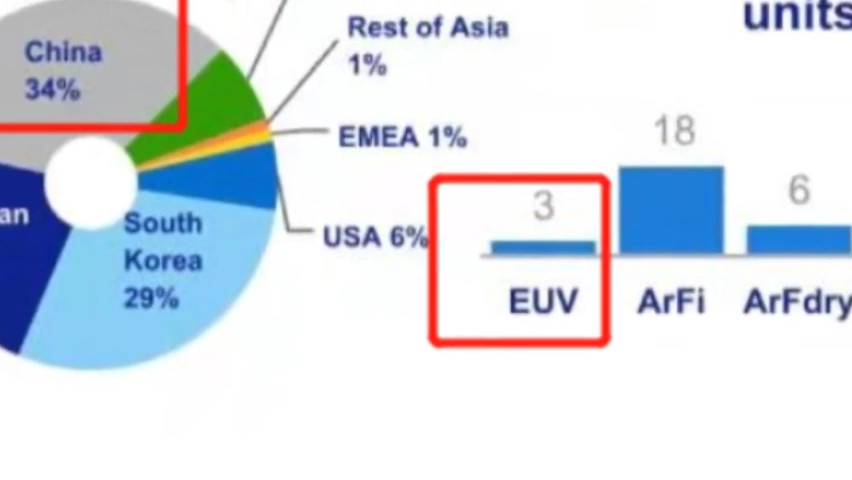 China
34%
Rest of Asia
1%
EMEA 1%
USA 6%
an
South
Korea
29%
units
18
3
6
EUV
ArFi
ArFdry